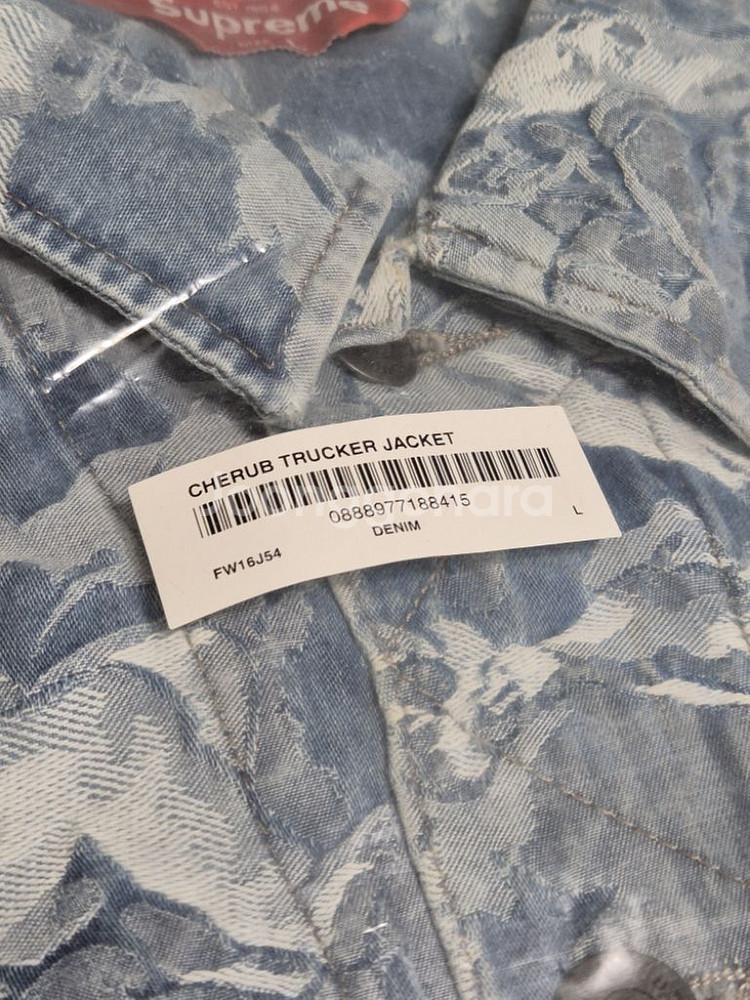 Supreme
CHERUB TRUCKER JACKET
0888977188415
DENIM
L
FW16J54